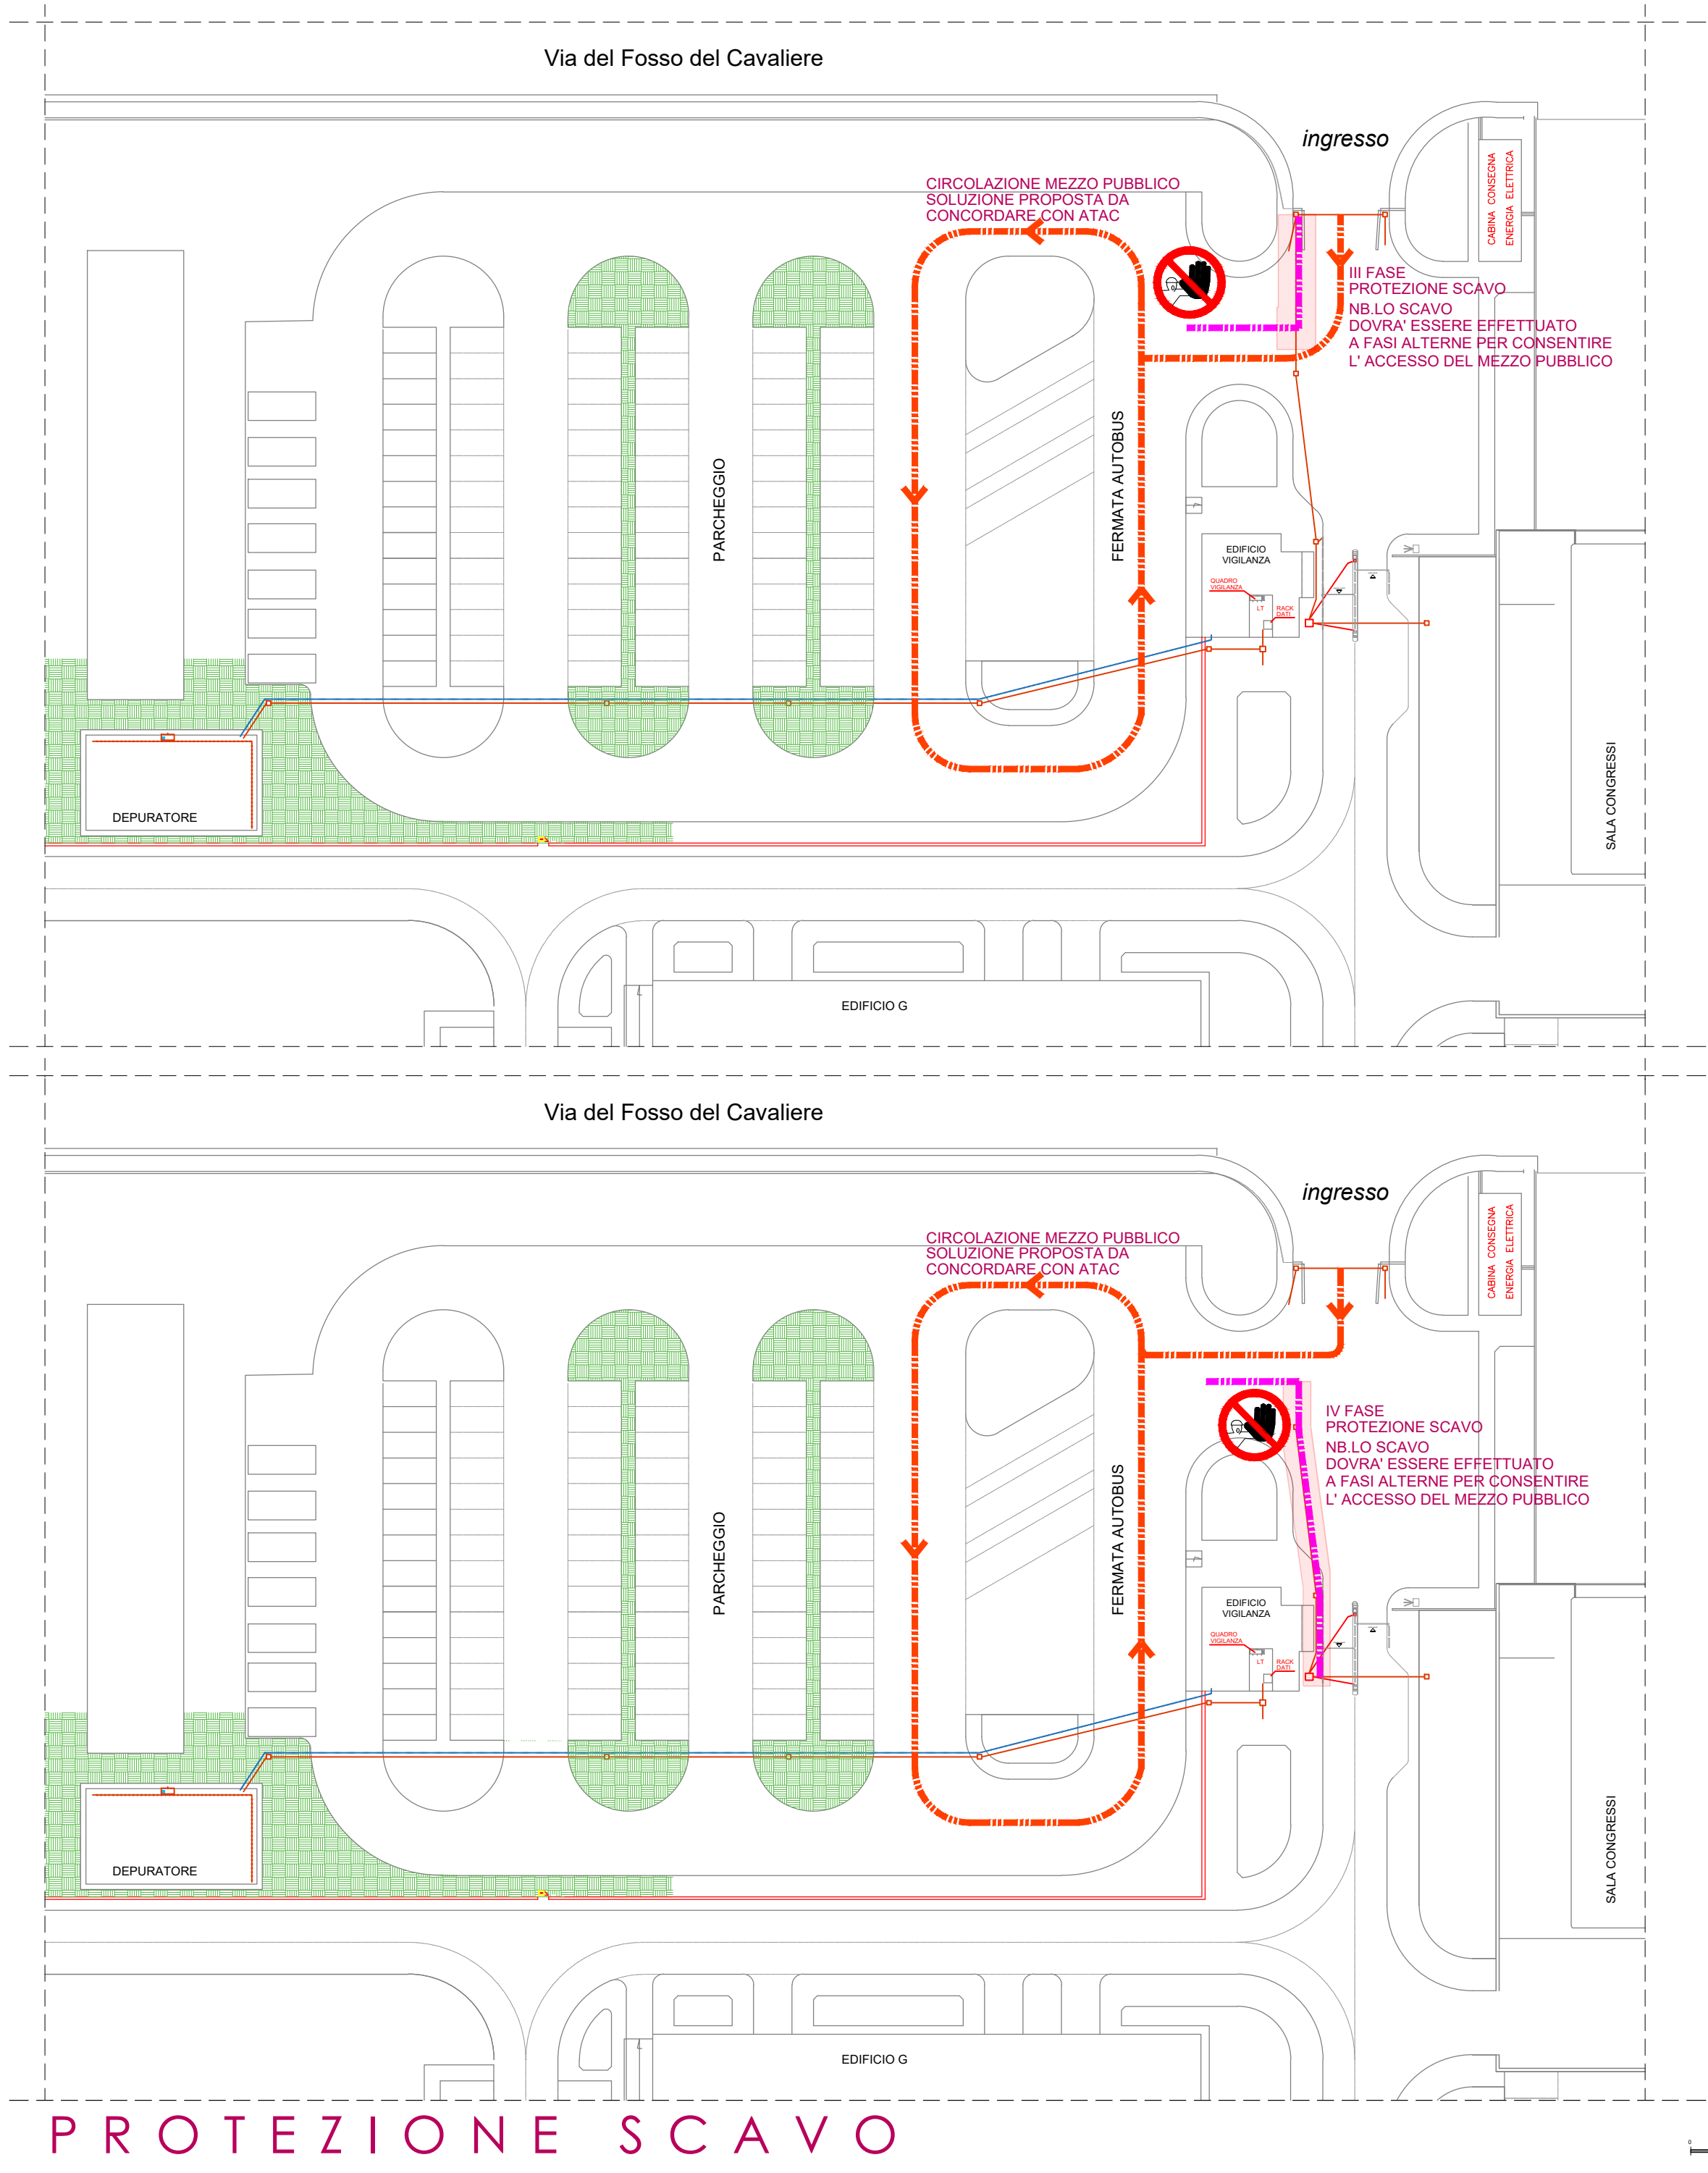 Via del Fosso del Cavaliere
ingresso
CABINA CONSEGNA
ENERGIA ELETTRICA
CIRCOLAZIONE MEZZO PUBBLICO
SOLUZIONE PROPOSTA DA
CONCORDARE CON ATAC
III FASE
PROTEZIONE SCAVO
NB.LO SCAVO
DOVRA' ESSERE EFFETTUATO
A FASI ALTERNE PER CONSENTIRE
L' ACCESSO DEL MEZZO PUBBLICO
PARCHEGGIO
FERMATA AUTOBUS
EDIFICIO
VIGILANZA
QUADRO
VIGILANZA
LT
RACK
DATI
DEPURATORE
SALA CONGRESSI
EDIFICIO G
Via del Fosso del Cavaliere
ingresso
CABINA CONSEGNA
ENERGIA ELETTRICA
CIRCOLAZIONE MEZZO PUBBLICO
SOLUZIONE PROPOSTA DA
CONCORDARE CON ATAC
IV FASE
PROTEZIONE SCAVO
NB.LO SCAVO
DOVRA' ESSERE EFFETTUATO
A FASI ALTERNE PER CONSENTIRE
L' ACCESSO DEL MEZZO PUBBLICO
PARCHEGGIO
FERMATA AUTOBUS
EDIFICIO
VIGILANZA
QUADRO
VIGILANZA
LT
RACK
DATI
DEPURATORE
SALA CONGRESSI
EDIFICIO G
PROTEZIONE SCAVO
0